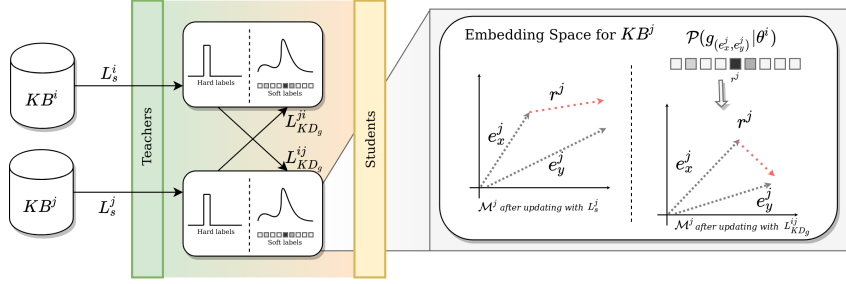 KB^i
L_s^i
KB^j
L_s^j
Teachers
Hard labels
Soft labels
L_{KD_g}^{ji}
L_{KD_g}^{ij}
Hard labels
Soft labels
Students
Embedding Space for KB^j
e_x^j
r^j
e_y^j
M^j after updating with L_s^j
P(g_{(e_x^j, e_y^j)}|θ^i)
r^j
e_x^j
r^j
e_y^j
M^j after updating with L_{KD_g}^{ij}